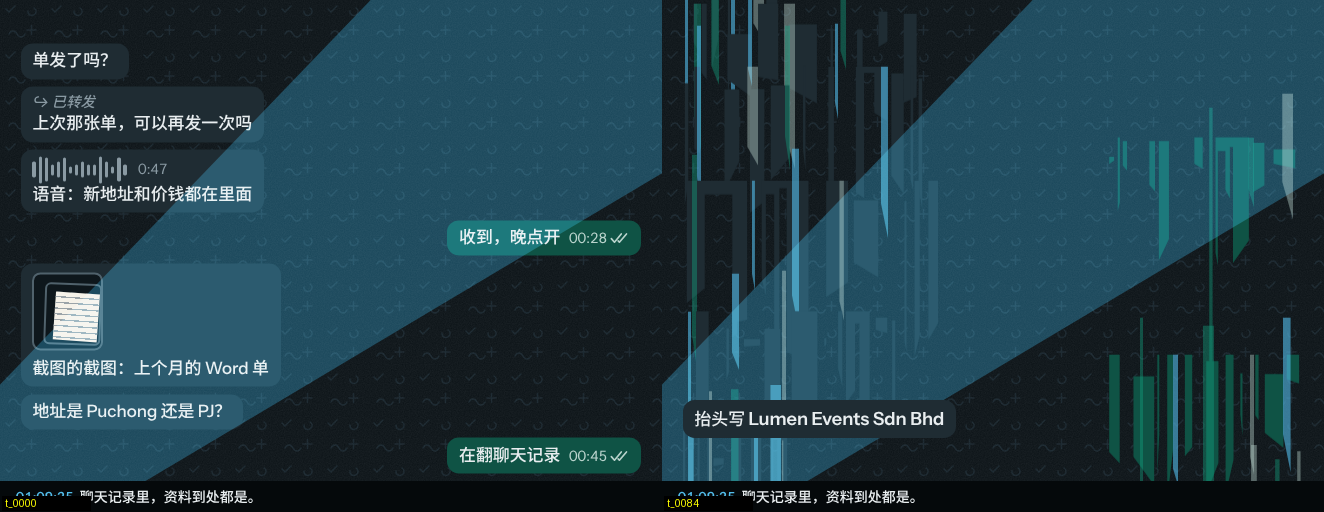 单发了吗？
已转发
上次那张单，可以再发一次吗
0:47
语音：新地址和价钱都在里面
收到，晚点开 00:28
截图的截图：上个月的 Word 单
地址是 Puchong 还是 PJ？
在翻聊天记录 00:45
聊天记录里，资料到处都是。
t_0000
抬头写 Lumen Events Sdn Bhd
聊天记录里，资料到处都是。
t_0084